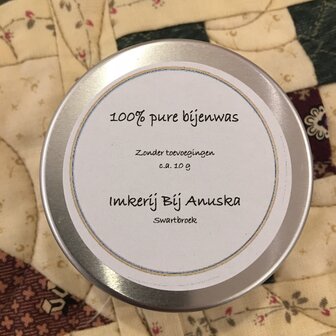 100% pure bijenwas
Zonder toevoegingen
c.a. 10 g
Imkerij Bij Anuska
Swartbroek